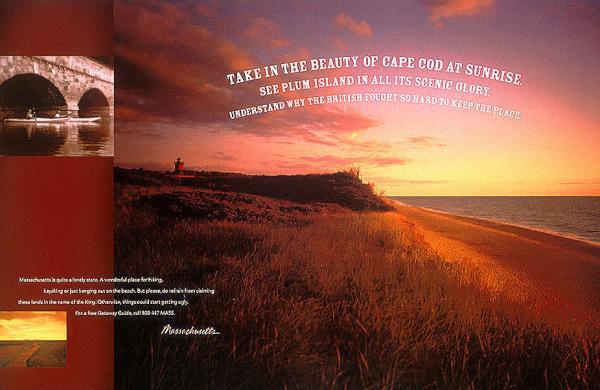 TAKE IN THE BEAUTY OF CAPE COD AT SUNRISE.
SEE PLUM ISLAND IN ALL ITS SCENIC GLORY.
UNDERSTAND WHY THE BRITISH FOUGHT SO HARD TO KEEP THE PLACE.
Massachusetts is quite a lovely state. A wonderful place for hiking,
kayaking or just hanging out on the beach. But please, do refrain from claiming
these lands in the name of the King. Otherwise, things could start getting ugly.
For a free Getaway Guide, call 800 447 MASS.
Massachusetts